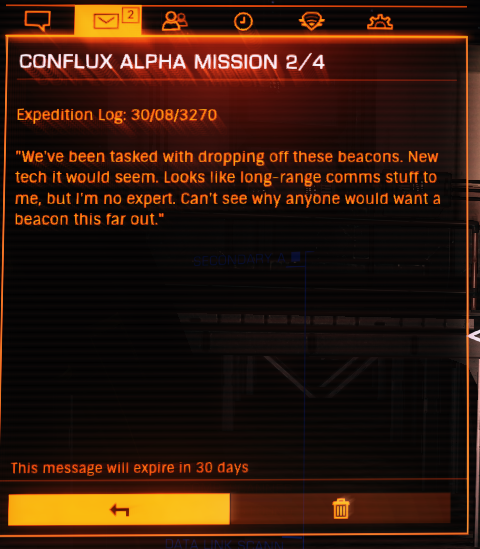 2
CONFLUX ALPHA MISSION 2/4
Expedition Log: 30/08/3270
"We've been tasked with dropping off these beacons. New
tech it would seem. Looks like long-range comms stuff to
me, but I'm no expert. Can't see why anyone would want a
beacon this far out."
This message will expire in 30 days